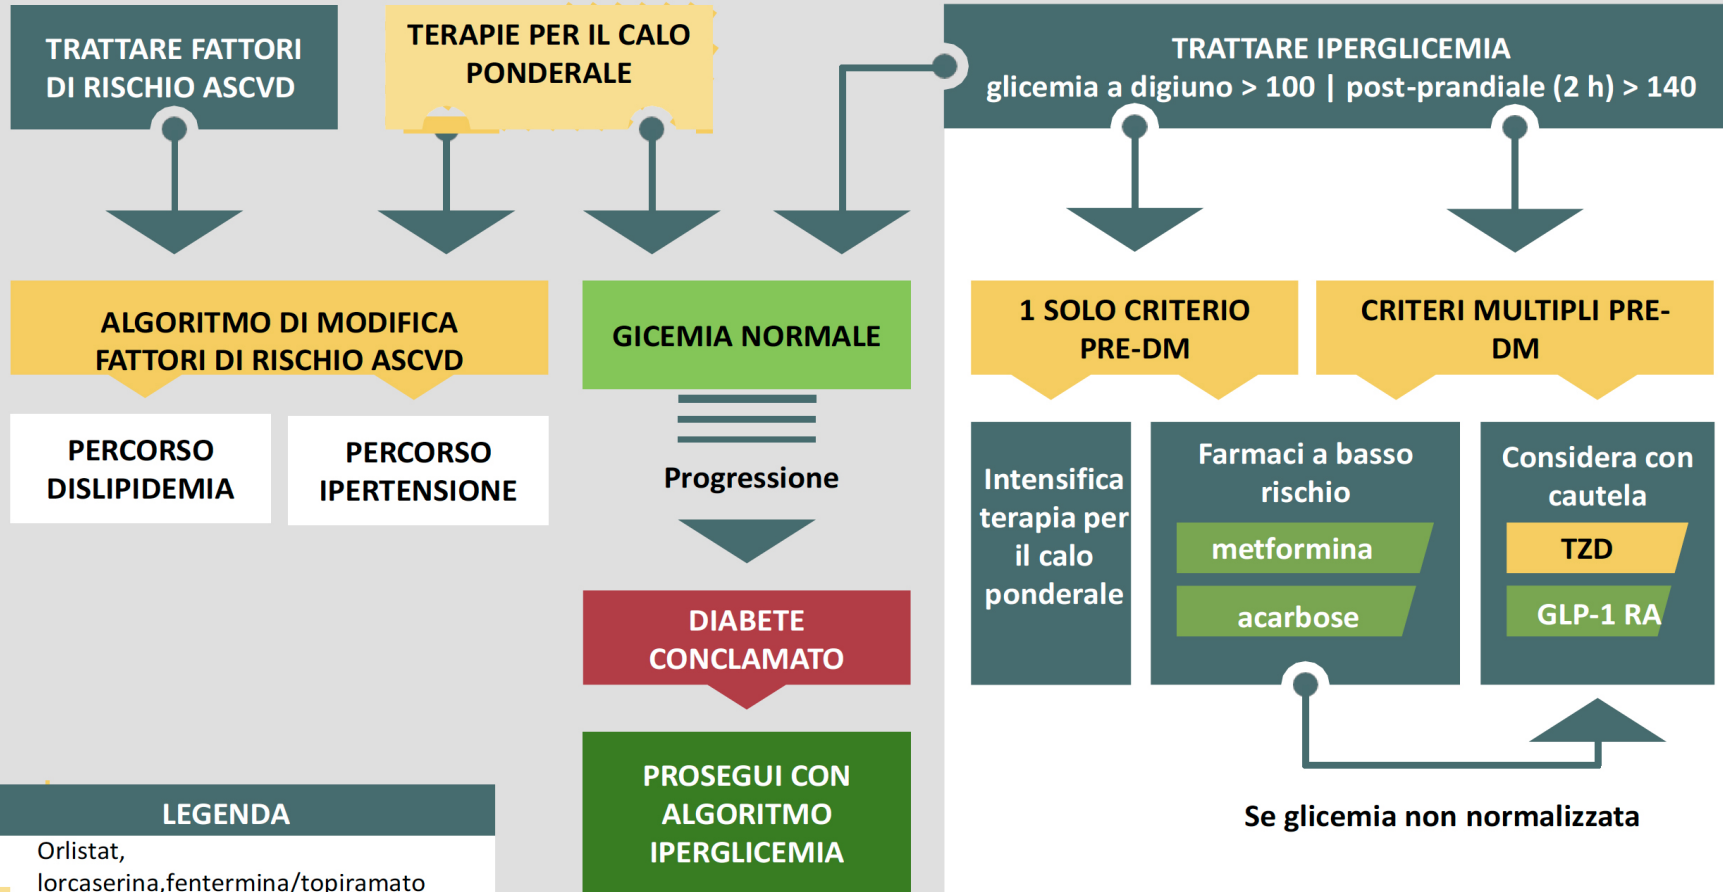 TRATTARE FATTORI
DI RISCHIO ASCVD
TERAPIE PER IL CALO
PONDERALE
TRATTARE IPERGLICEMIA
glicemia a digiuno > 100 | post-prandiale (2 h) > 140
ALGORITMO DI MODIFICA
FATTORI DI RISCHIO ASCVD
PERCORSO
DISLIPIDEMIA
PERCORSO
IPERTENSIONE
GICEMIA NORMALE
Progressione
DIABETE
CONCLAMATO
PROSEGUI CON
ALGORITMO
IPERGLICEMIA
1 SOLO CRITERIO
PRE-DM
CRITERI MULTIPLI PRE-
DM
Intensifica
terapia per
il calo
ponderale
Farmaci a basso
rischio
metformina
acarbose
Considera con
cautela
TZD
GLP-1 RA
Se glicemia non normalizzata
LEGENDA
Orlistat,
lorcaserina,fentermina/topiramato